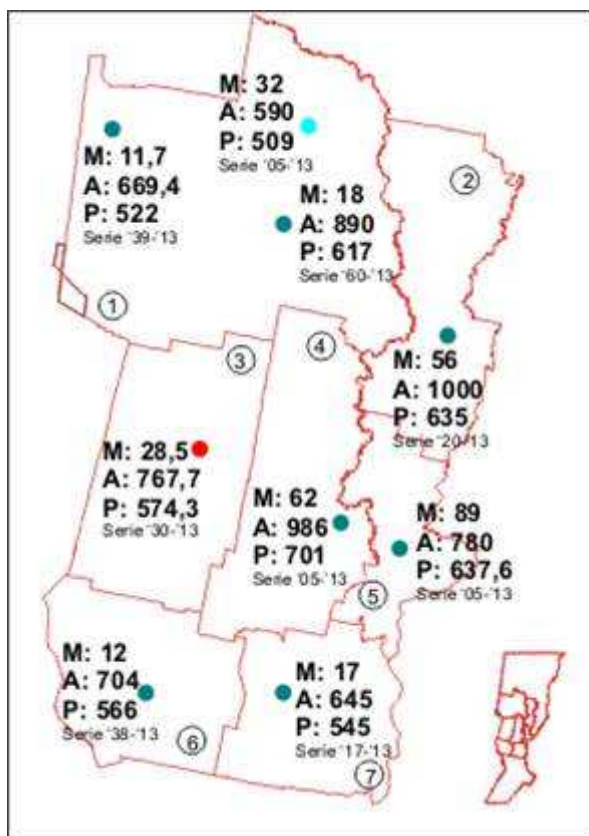 M: 32
A: 590
P: 509
Serie '05-'13
M: 11,7
A: 669,4
P: 522
Serie '39-'13
2
M: 18
A: 890
P: 617
Serie '60-'13
1
3
4
M: 56
A: 1000
P: 635
Serie '20-'13
M: 28,5
A: 767,7
P: 574,3
Serie '30-'13
M: 62
A: 986
P: 701
Serie '05-'13
M: 89
A: 780
P: 637,6
Serie '05-'13
5
M: 12
A: 704
P: 566
Serie '38-'13
6
M: 17
A: 645
P: 545
Serie '17-'13
7